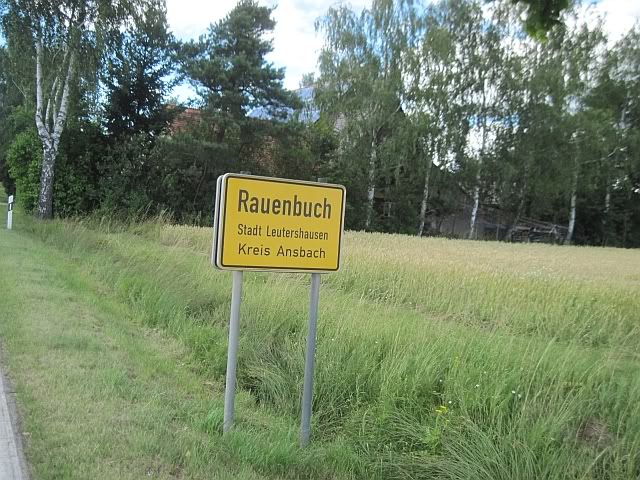 Rauenbuch
Stadt Leutershausen
Kreis Ansbach